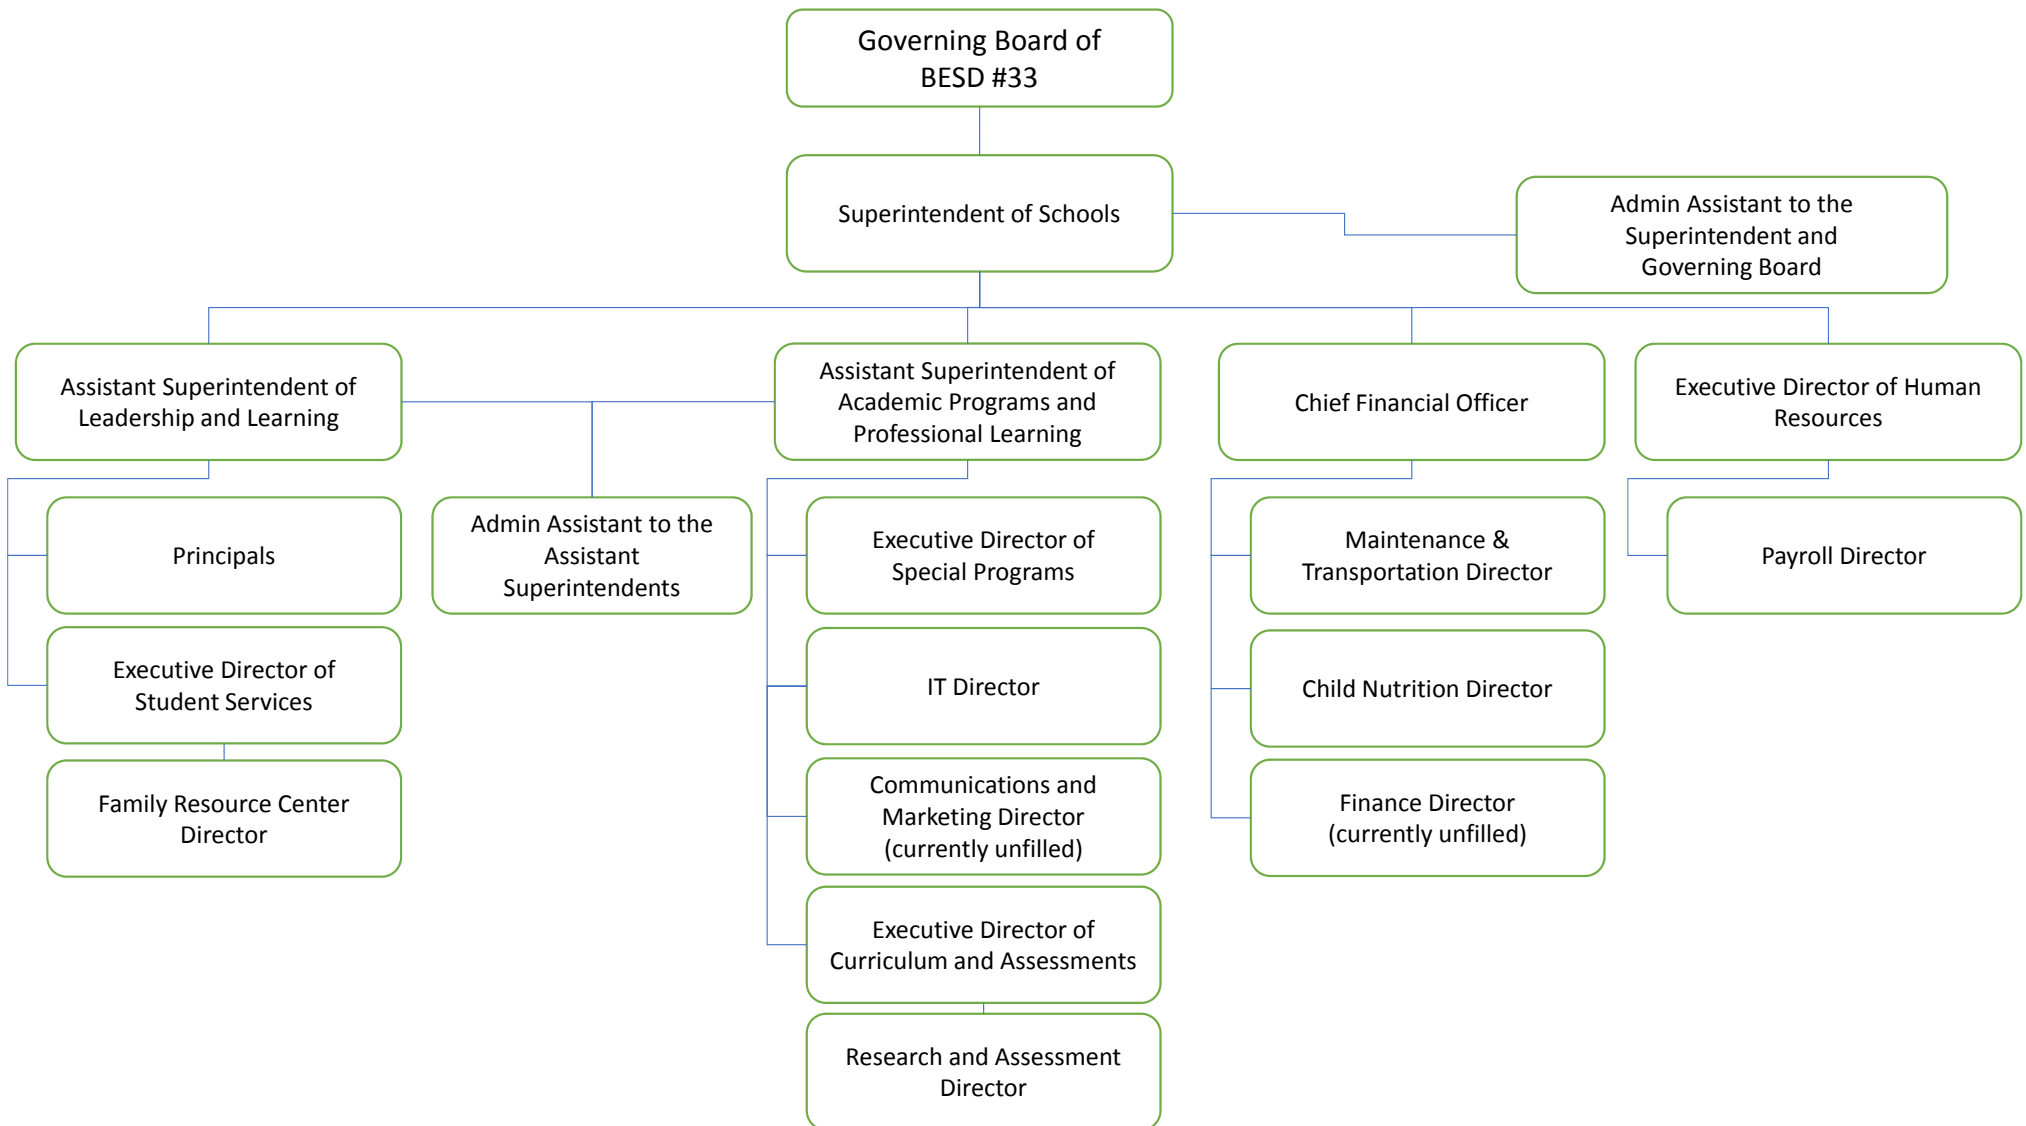 Governing Board of
BESD #33
Superintendent of Schools
Admin Assistant to the
Superintendent and
Governing Board
Assistant Superintendent of
Leadership and Learning
Assistant Superintendent of
Academic Programs and
Professional Learning
Chief Financial Officer
Executive Director of Human
Resources
Principals
Admin Assistant to the
Assistant
Superintendents
Executive Director of
Special Programs
Maintenance &
Transportation Director
Payroll Director
Executive Director of
Student Services
IT Director
Child Nutrition Director
Family Resource Center
Director
Communications and
Marketing Director
(currently unfilled)
Finance Director
(currently unfilled)
Executive Director of
Curriculum and Assessments
Research and Assessment
Director